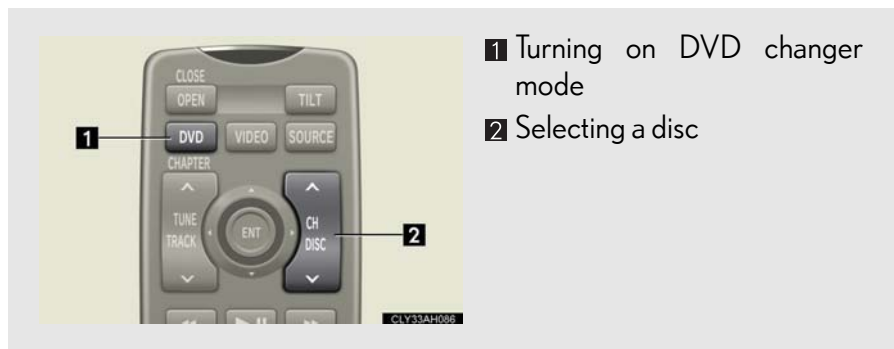 CLOSE
OPEN
TILT
1
DVD
VIDEO
SOURCE
CHAPTER
TUNE
TRACK
ENT
CH
DISC
2
CLY33AH086
1 Turning on DVD changer
mode
2 Selecting a disc